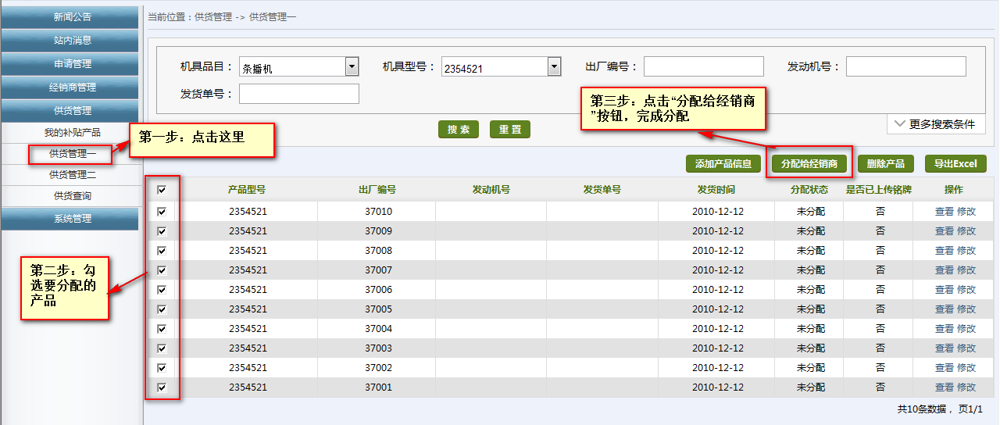 新闻公告
站内消息
申请管理
经销商管理
供货管理
我的补贴产品
供货管理一
供货管理二
供货查询
系统管理
当前位置：供货管理 -> 供货管理一
机具品目： 条播机 机具型号： 2354521 出厂编号： 发动机号：
发货单号：
搜 索 重 置
更多搜索条件
第一步：点击这里
第二步：勾
选要分配的
产品
第三步：点击“分配给经销商
”按钮，完成分配
添加产品信息 分配给经销商 删除产品 导出Excel
产品型号 出厂编号 发动机号 发货单号 发货时间 分配状态 是否已上传铭牌 操作
2354521 37010 2010-12-12 未分配 否 查看 修改
2354521 37009 2010-12-12 未分配 否 查看 修改
2354521 37008 2010-12-12 未分配 否 查看 修改
2354521 37007 2010-12-12 未分配 否 查看 修改
2354521 37006 2010-12-12 未分配 否 查看 修改
2354521 37005 2010-12-12 未分配 否 查看 修改
2354521 37004 2010-12-12 未分配 否 查看 修改
2354521 37003 2010-12-12 未分配 否 查看 修改
2354521 37002 2010-12-12 未分配 否 查看 修改
2354521 37001 2010-12-12 未分配 否 查看 修改
共10条数据， 页1/1